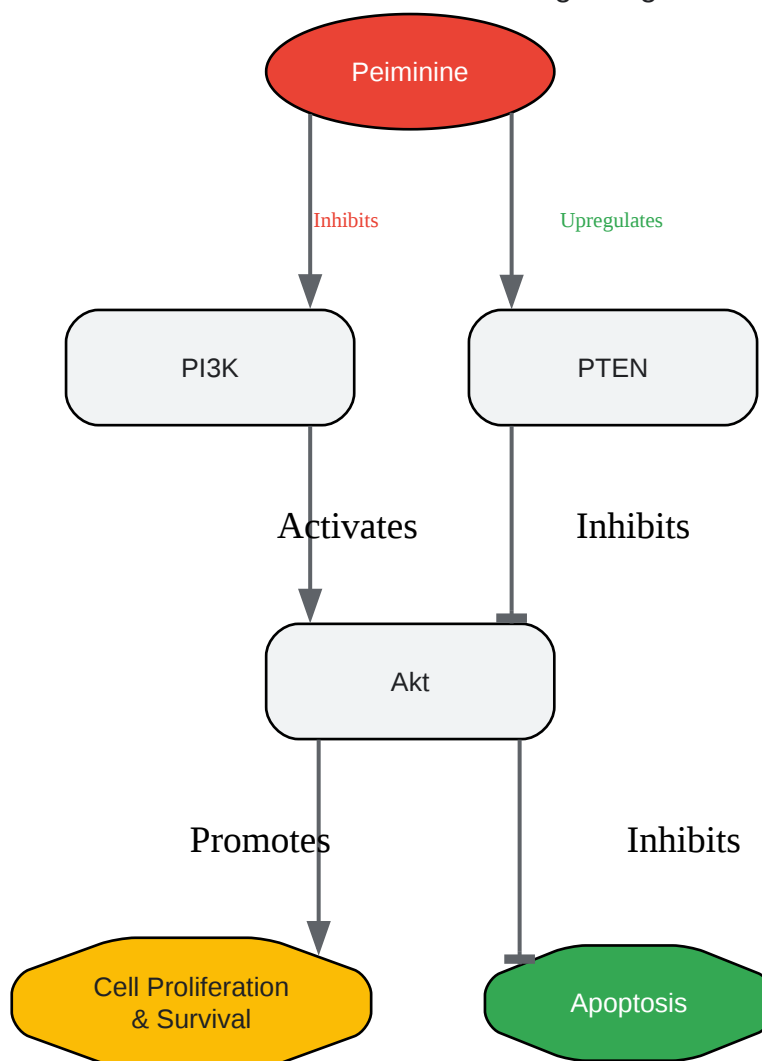 Peiminine
Inhibits
Upregulates
PI3K
PTEN
Activates
Inhibits
Akt
Promotes
Inhibits
Cell Proliferation
& Survival
Apoptosis